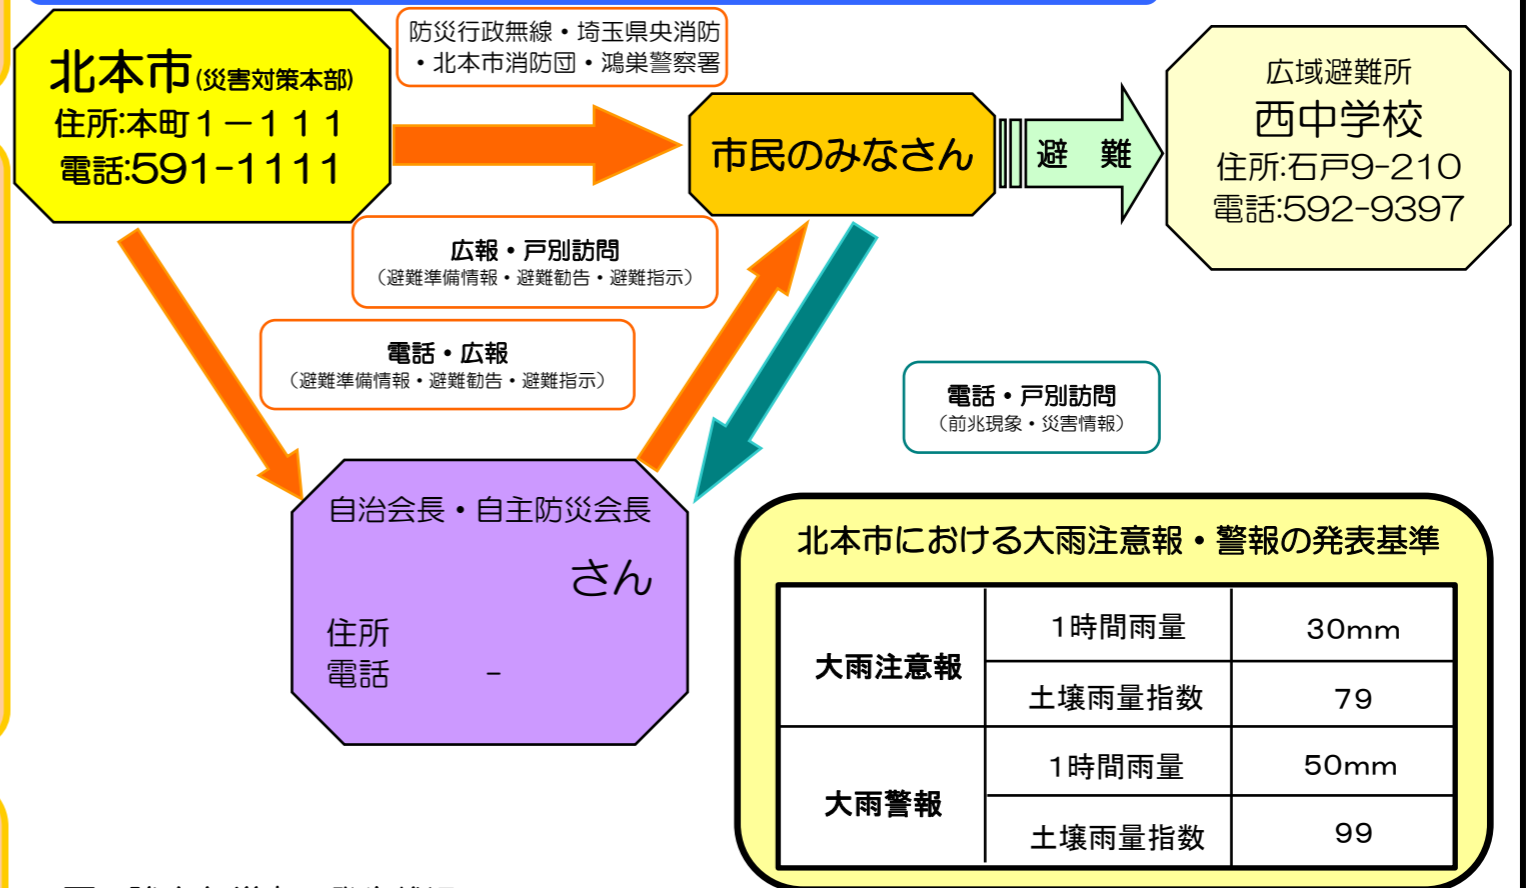 防災行政無線・埼玉県央消防
・北本市消防団・鴻巣警察署
北本市(災害対策本部)
住所:本町１－１１１
電話:591-1111
市民のみなさん
避　難
広域避難所
西中学校
住所:石戸9-210
電話:592-9397
広報・戸別訪問
（避難準備情報・避難勧告・避難指示）
電話・広報
（避難準備情報・避難勧告・避難指示）
電話・戸別訪問
（前兆現象・災害情報）
自治会長・自主防災会長
さん
住所
電話　　　－
北本市における大雨注意報・警報の発表基準
大雨注意報
1時間雨量
30mm
土壌雨量指数
79
大雨警報
1時間雨量
50mm
土壌雨量指数
99